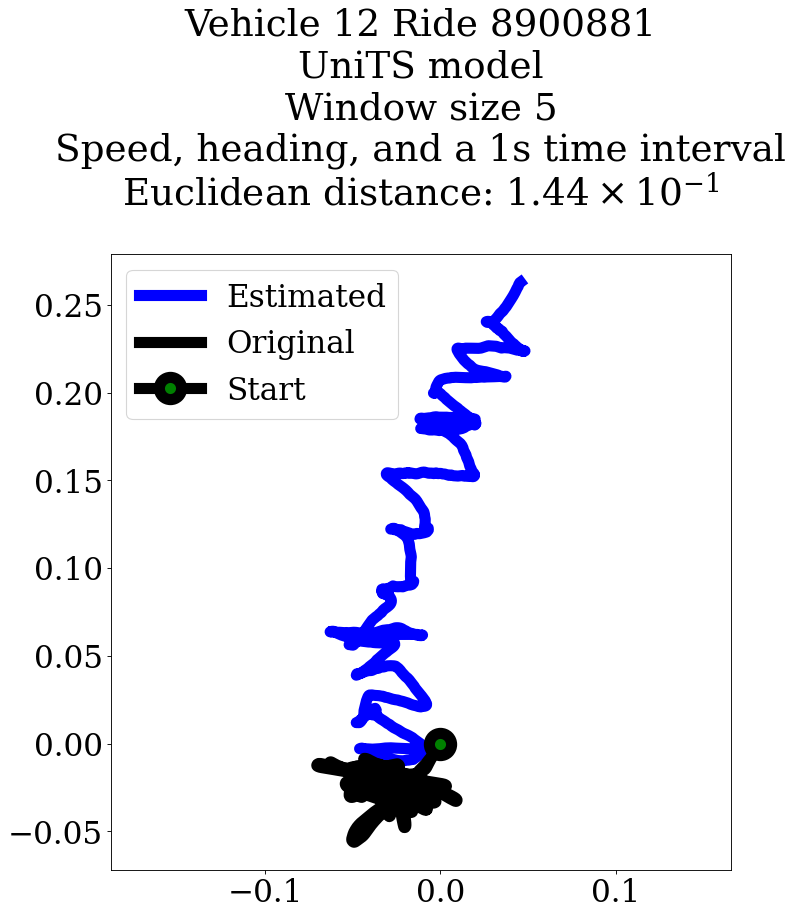 Vehicle 12 Ride 8900881
UniTS model
Window size 5
Speed, heading, and a 1s time interval
Euclidean distance: 1.44 × 10⁻¹
Estimated
Original
Start
0.25
0.20
0.15
0.10
0.05
0.00
−0.05
−0.1
0.0
0.1